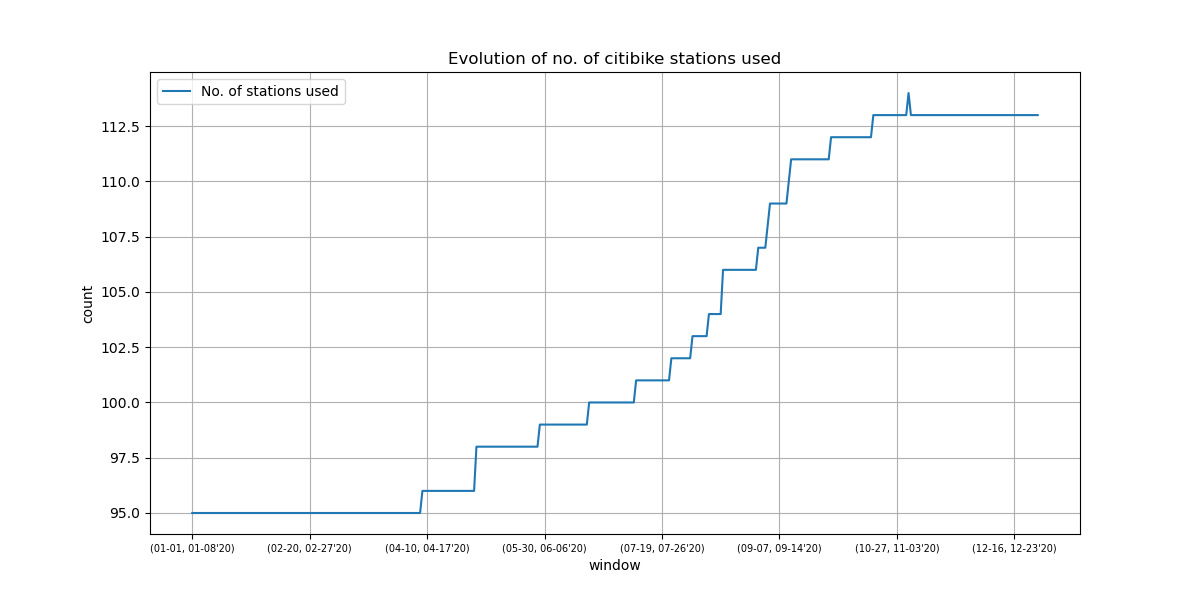 Evolution of no. of citibike stations used
No. of stations used
112.5
110.0
107.5
105.0
102.5
100.0
97.5
95.0
count
(01-01, 01-08'20) (02-20, 02-27'20) (04-10, 04-17'20) (05-30, 06-06'20) (07-19, 07-26'20) (09-07, 09-14'20) (10-27, 11-03'20) (12-16, 12-23'20)
window